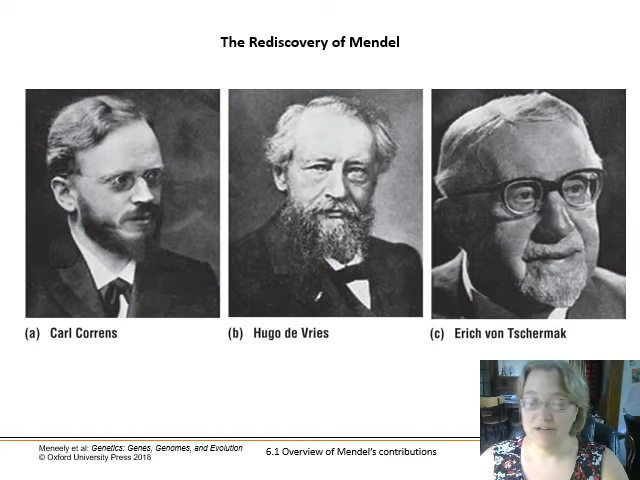 The Rediscovery of Mendel
(a) Carl Correns
(b) Hugo de Vries
(c) Erich von Tschermak
Meneely et al: Genetics: Genes, Genomes, and Evolution
© Oxford University Press 2018
6.1 Overview of Mendel's contributions